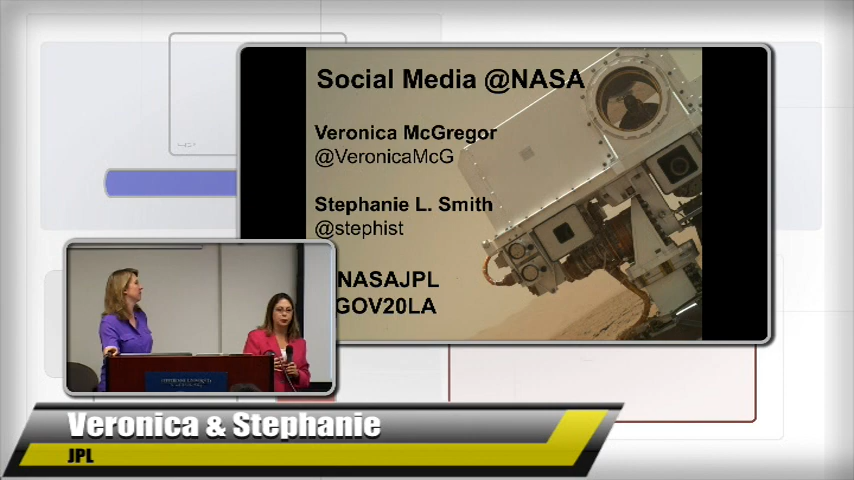 Social Media @NASA
Veronica McGregor
@VeronicaMcG
Stephanie L. Smith
@stephist
NASAJPL
GOV20LA
Veronica & Stephanie
JPL